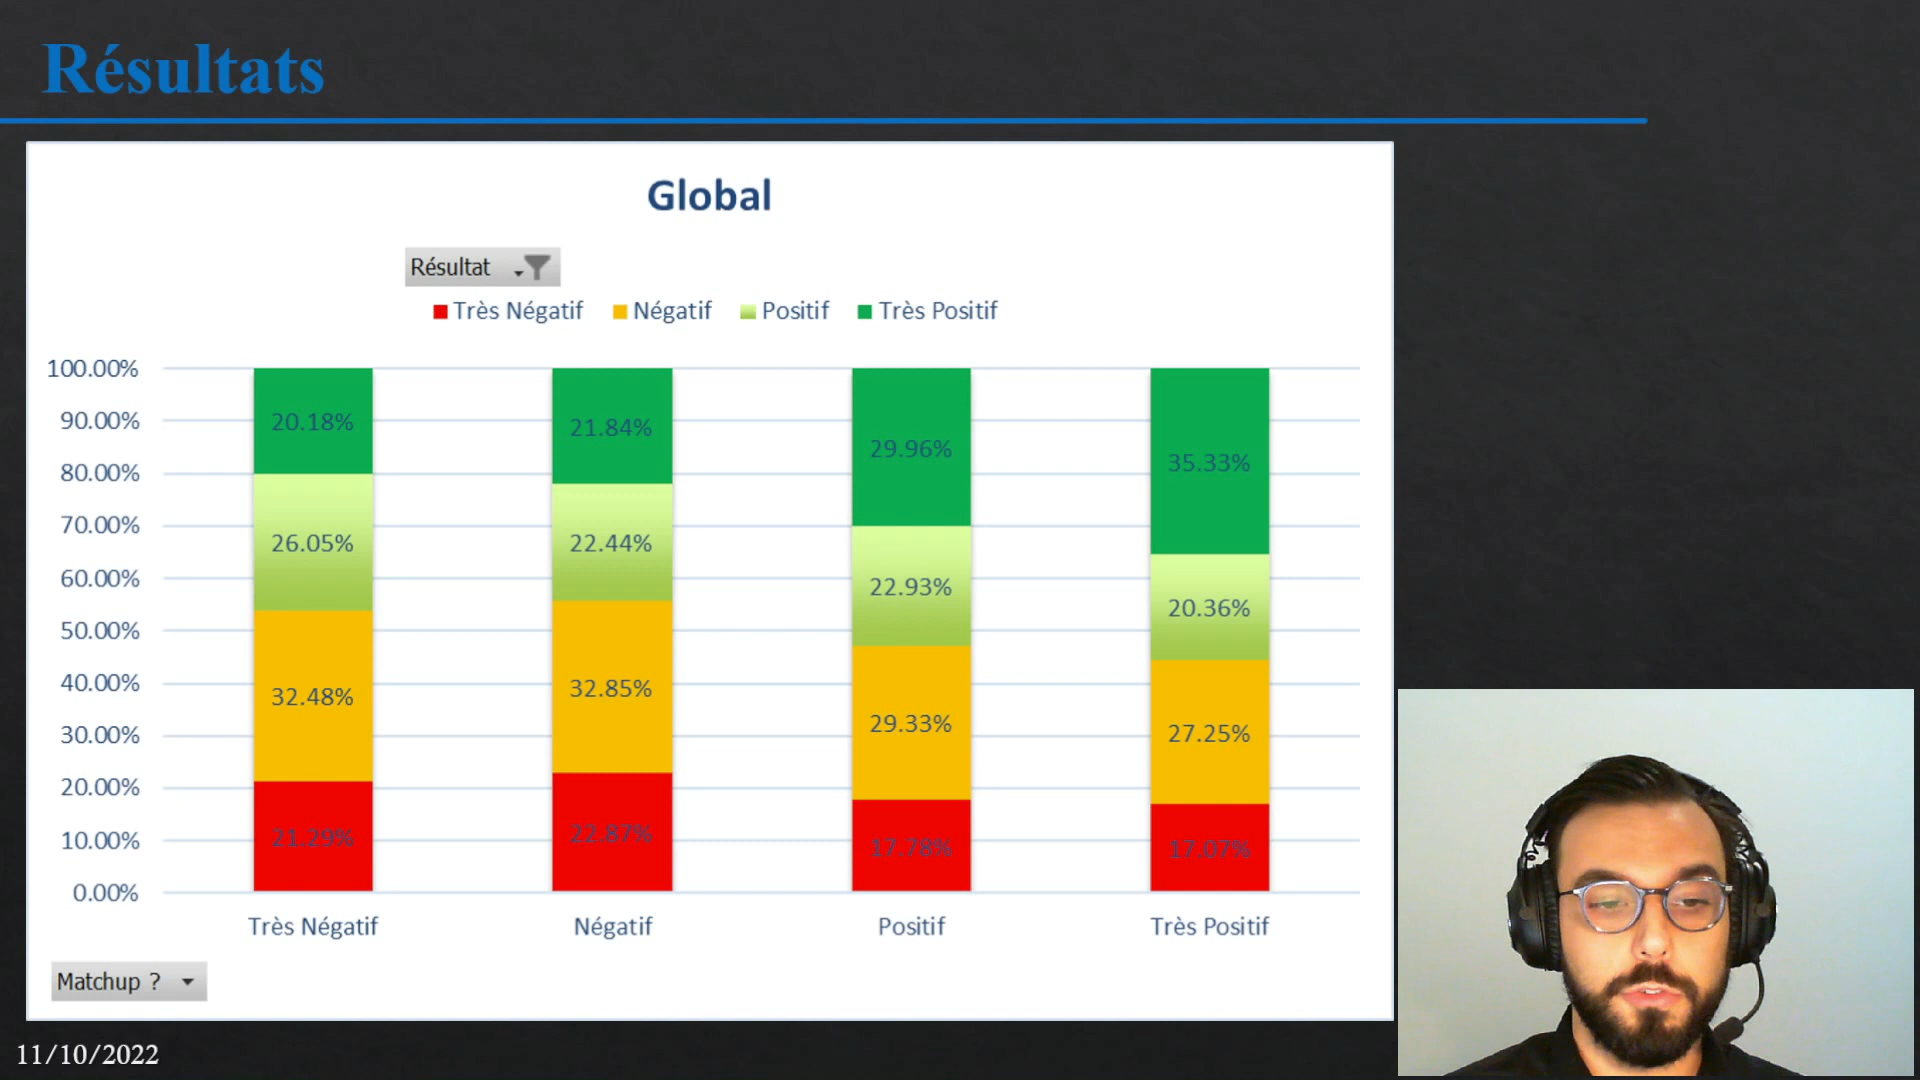 Résultats
Global
Résultat
Très Négatif Négatif Positif Très Positif
100.00%
90.00%
80.00%
70.00%
60.00%
50.00%
40.00%
30.00%
20.00%
10.00%
0.00%
20.18% 21.84% 29.96% 35.33%
26.05% 22.44% 22.93% 20.36%
32.48% 32.85% 29.33% 27.25%
21.29% 22.87% 17.78% 17.07%
Très Négatif Négatif Positif Très Positif
Matchup ?
11/10/2022